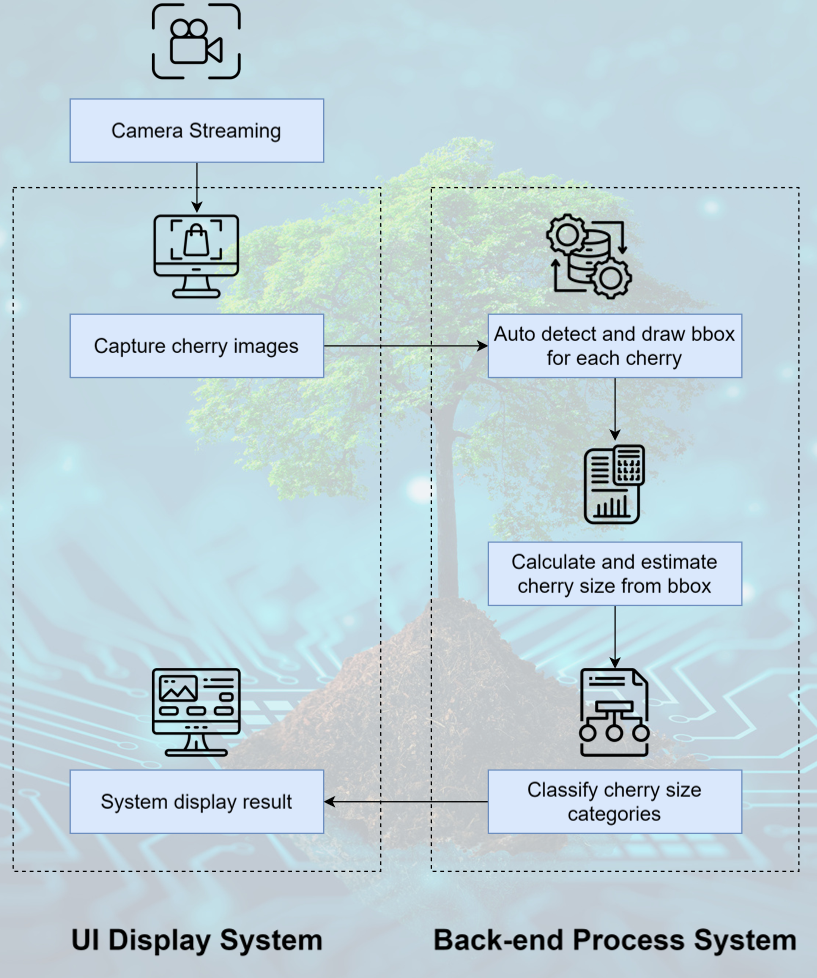 Camera Streaming
Capture cherry images
Auto detect and draw bbox
for each cherry
Calculate and estimate
cherry size from bbox
Classify cherry size
categories
System display result
UI Display System
Back-end Process System